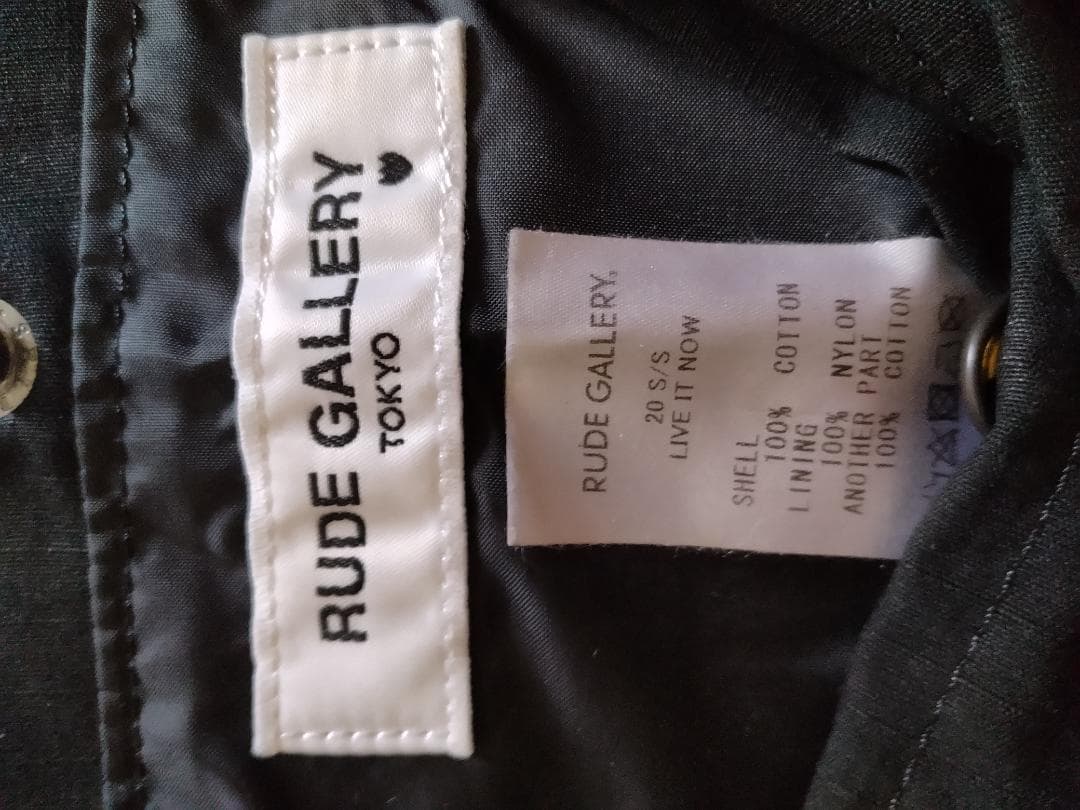 RUDE GALLERY
TOKYO
RUDE GALLERY.
20 S/S
LIVE IT NOW
SHELL
100% COTTON
LINING
100% NYLON
ANOTHER PART
100% COTTON